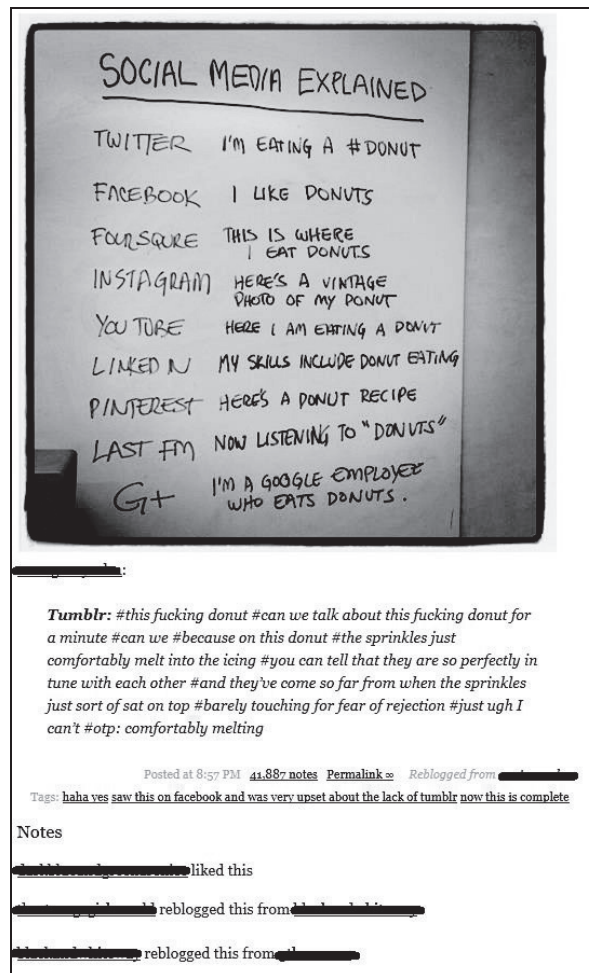 SOCIAL MEDIA EXPLAINED
TWITTER I'M EATING A #DONUT
FACEBOOK I LIKE DONUTS
FOURSQURE THIS IS WHERE
I EAT DONUTS
INSTAGRAM HERE'S A VINTAGE
PHOTO OF MY DONUT
YOU TUBE HERE I AM EATING A DONUT
LINKED IN MY SKILLS INCLUDE DONUT EATING
PINTEREST HERE'S A DONUT RECIPE
LAST FM NOW LISTENING TO "DONUTS"
G+ I'M A GOOGLE EMPLOYEE
WHO EATS DONUTS.
:
Tumblr: #this fucking donut #can we talk about this fucking donut for
a minute #can we #because on this donut #the sprinkles just
comfortably melt into the icing #you can tell that they are so perfectly in
tune with each other #and they've come so far from when the sprinkles
just sort of sat on top #barely touching for fear of rejection #just ugh I
can't #otp: comfortably melting
Posted at 8:57 PM 41,887 notes Permalink ∞ Reblogged from
Tags: haha yes saw this on facebook and was very upset about the lack of tumblr now this is complete
Notes
liked this
reblogged this from
reblogged this from